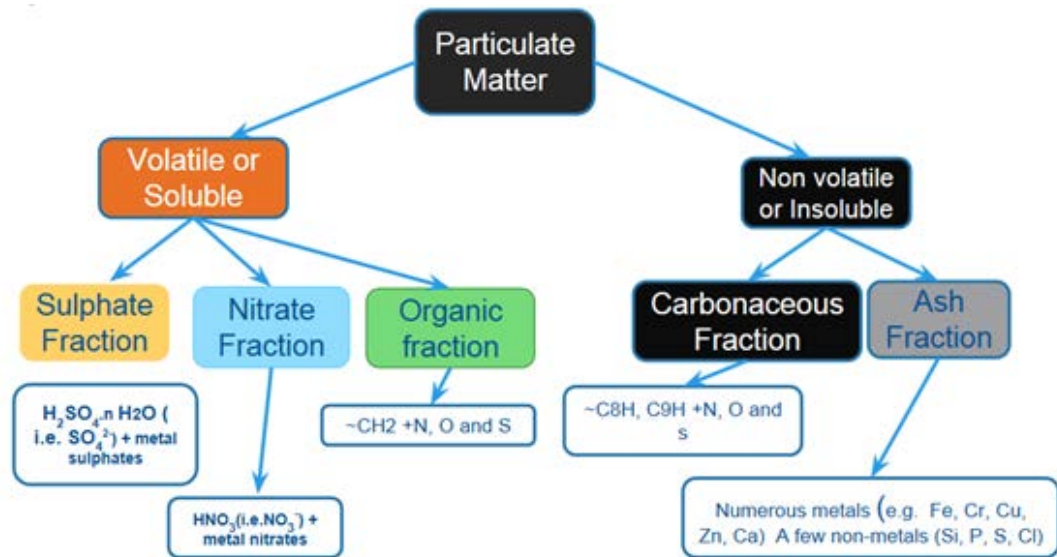 Particulate
Matter
Volatile or
Soluble
Non volatile
or Insoluble
Sulphate
Fraction
Nitrate
Fraction
Organic
fraction
Carbonaceous
Fraction
Ash
Fraction
H₂SO₄.n H2O (
i.e. SO₄²⁻) + metal
sulphates
~CH2 +N, O and S
~C8H, C9H +N, O and
s
HNO₃(i.e.NO₃⁻) +
metal nitrates
Numerous metals (e.g. Fe, Cr, Cu,
Zn, Ca) A few non-metals (Si, P, S, Cl)